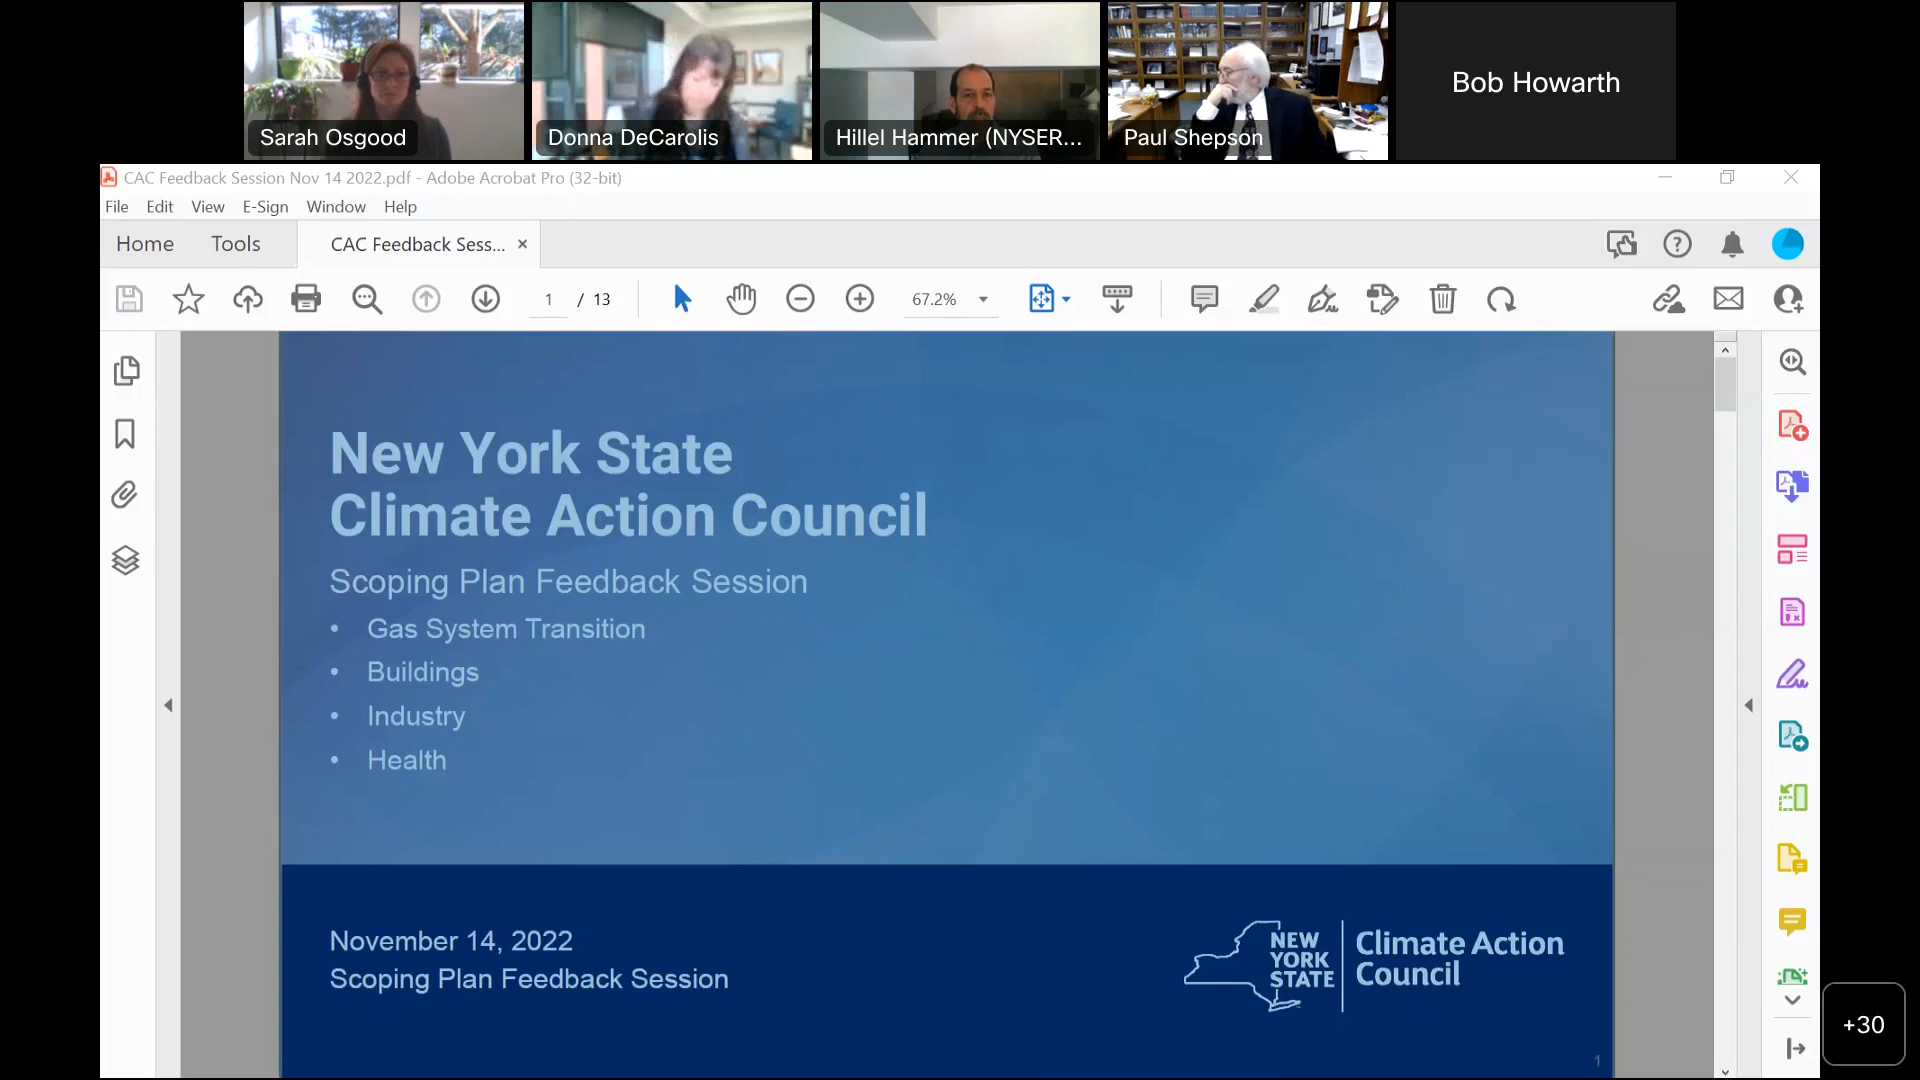 Sarah Osgood
Donna DeCarolis
Hillel Hammer (NYSER...
Paul Shepson
Bob Howarth
CAC Feedback Session Nov 14 2022.pdf - Adobe Acrobat Pro (32-bit)
File Edit View E-Sign Window Help
Home Tools CAC Feedback Sess... ×
1 / 13 67.2%
New York State
Climate Action Council
Scoping Plan Feedback Session
• Gas System Transition
• Buildings
• Industry
• Health
November 14, 2022
Scoping Plan Feedback Session
NEW
YORK
STATE
Climate Action
Council
1
+30